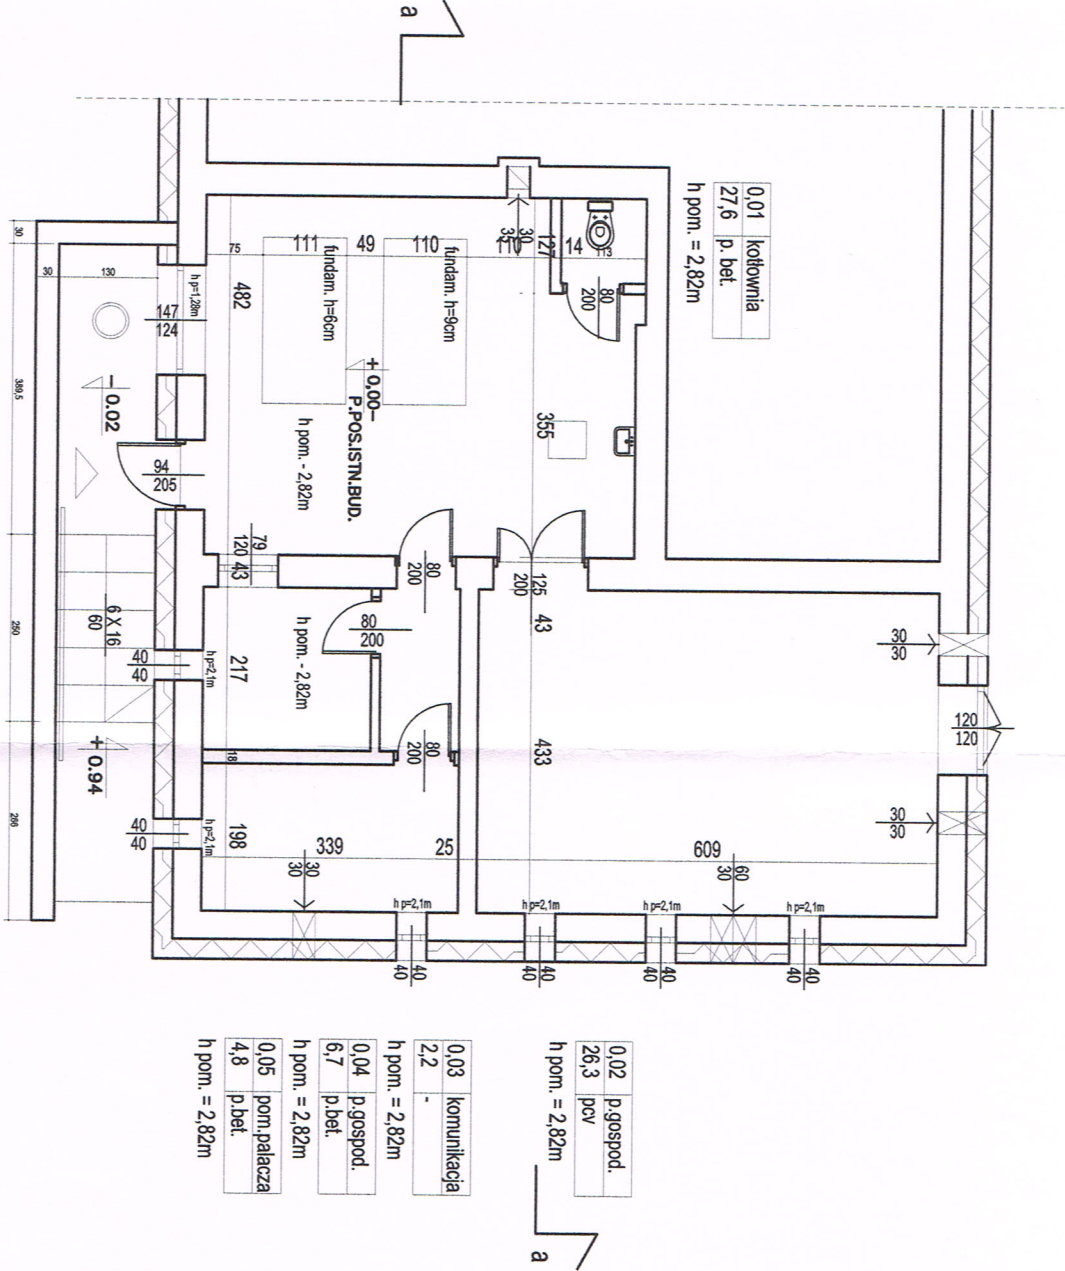 a
0,01 kotłownia
27,6 p. bet.
h pom. = 2,82m
30
30
130
75
111
49
110
110
127
14
113
30
35
fundam. h=6cm
fundam. h=9cm
h p=1,28m
147
124
482
80
200
+ 0,00–
P.POS.ISTN.BUD.
h pom. - 2,82m
355
389,5
– 0.02
94
205
79
120
43
80
200
125
200
43
80
200
h pom. - 2,82m
6 X 16
60
250
40
40
h p=2,1m
217
30
30
120
120
433
80
200
18
+ 0.94
40
40
h p=2,1m
198
286
339
25
30
30
609
60
30
30
30
h p=2,1m
h p=2,1m
h p=2,1m
h p=2,1m
40
40
40
40
40
40
40
40
0,02 p.gospod.
26,3 pcv
h pom. = 2,82m
0,03 komunikacja
2,2 -
h pom. = 2,82m
0,04 p.gospod.
6,7 p.bet.
h pom. = 2,82m
0,05 pom.palacza
4,8 p.bet.
h pom. = 2,82m
a